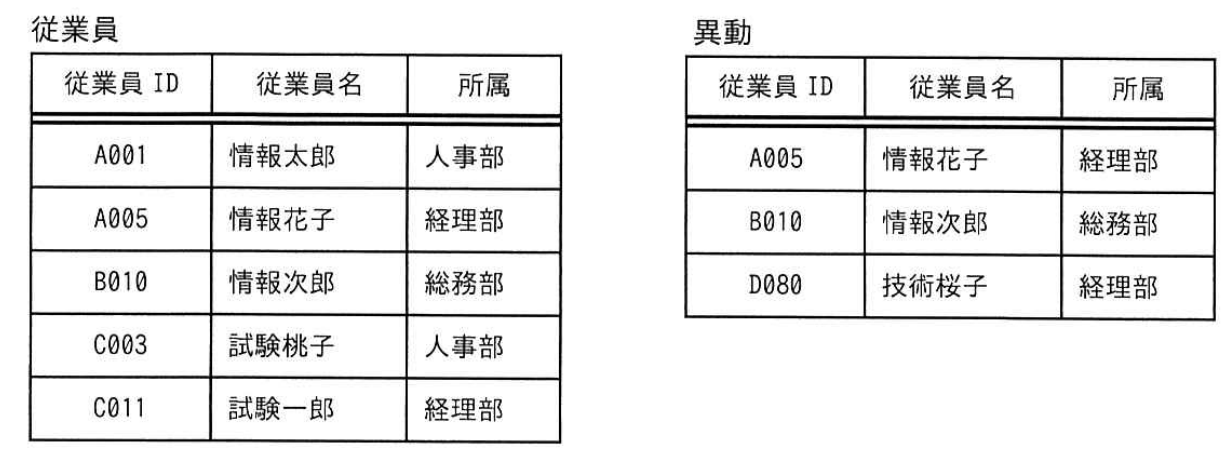 従業員
従業員 ID 従業員名 所属
A001 情報太郎 人事部
A005 情報花子 経理部
B010 情報次郎 総務部
C003 試験桃子 人事部
C011 試験一郎 経理部
異動
従業員 ID 従業員名 所属
A005 情報花子 経理部
B010 情報次郎 総務部
D080 技術桜子 経理部